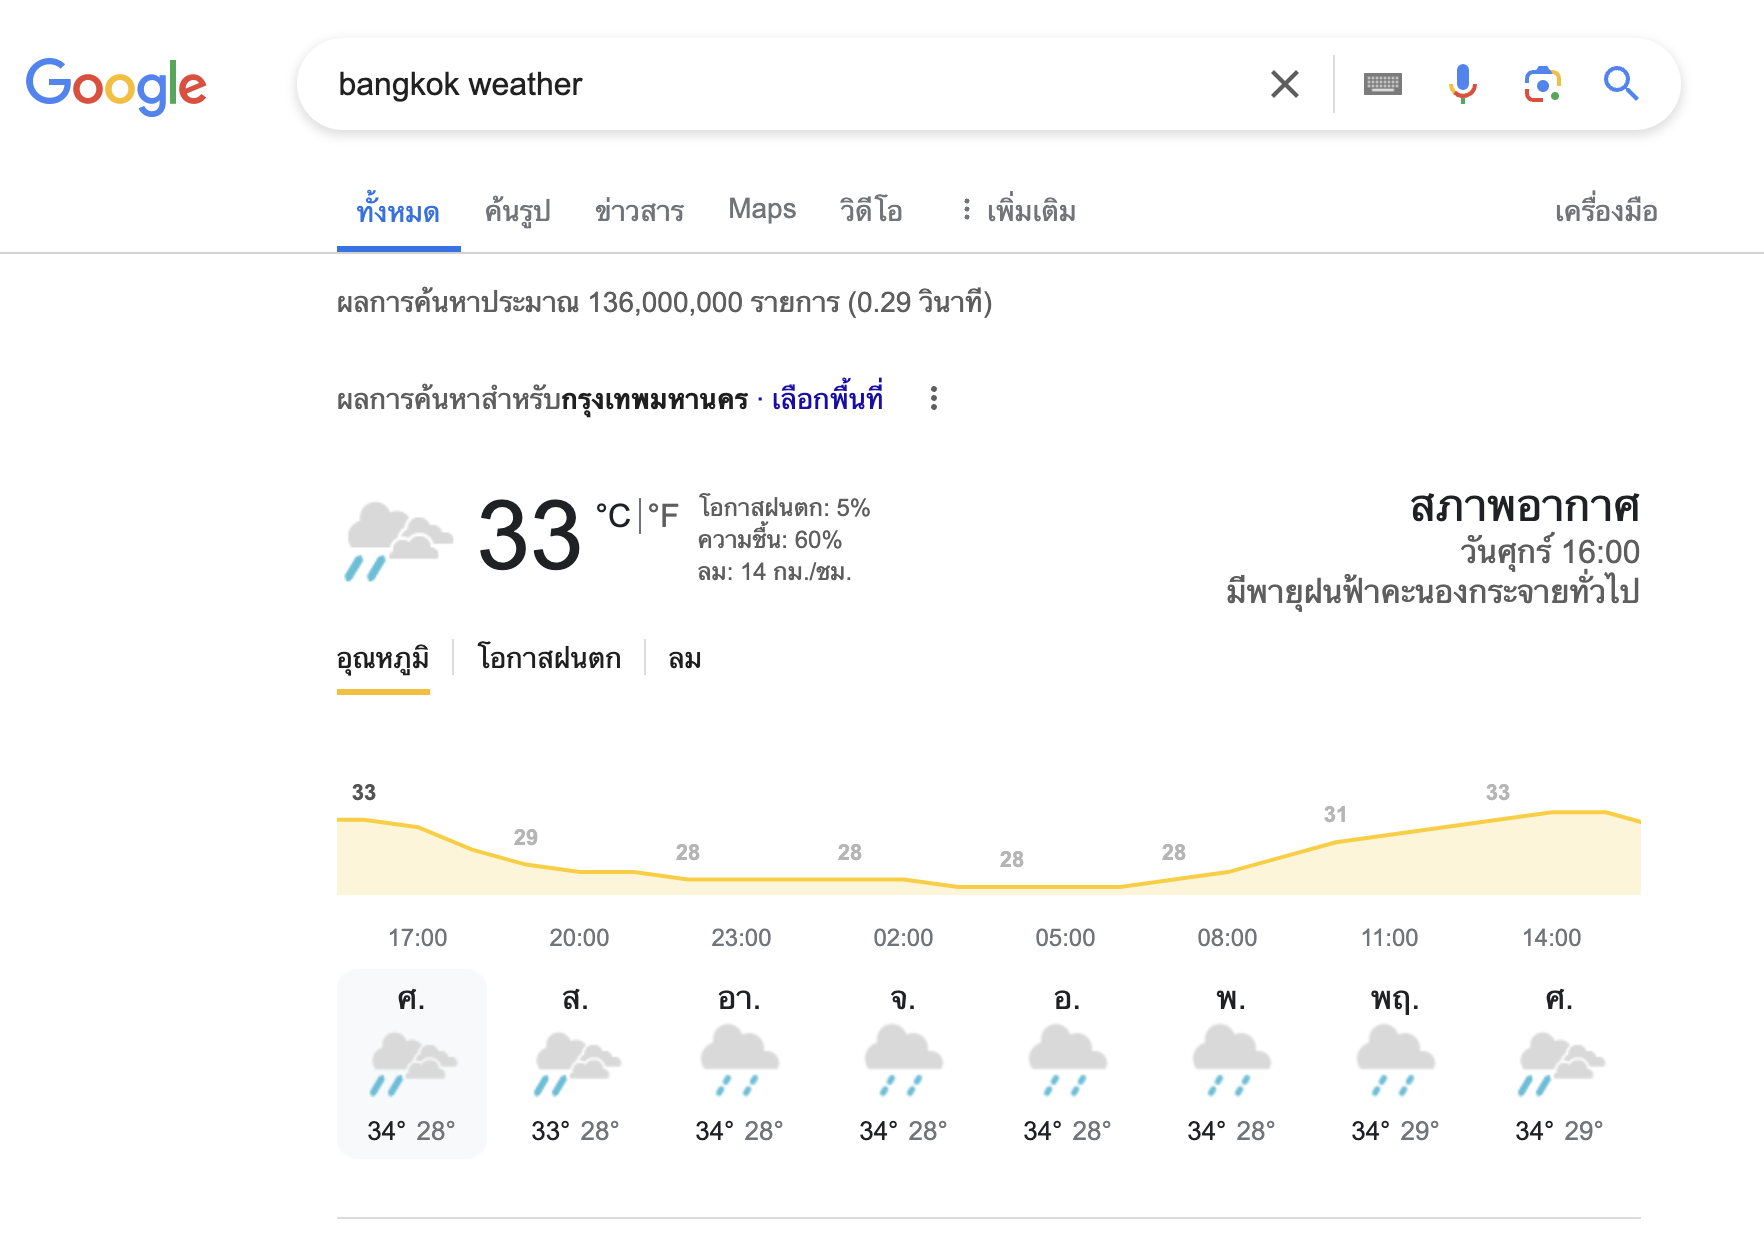 Google
bangkok weather
ทั้งหมด ค้นรูป ข่าวสาร Maps วิดีโอ เพิ่มเติม เครื่องมือ
ผลการค้นหาประมาณ 136,000,000 รายการ (0.29 วินาที)
ผลการค้นหาสำหรับกรุงเทพมหานคร · เลือกพื้นที่
33 °C | °F
โอกาสฝนตก: 5%
ความชื้น: 60%
ลม: 14 กม./ชม.
สภาพอากาศ
วันศุกร์ 16:00
มีพายุฝนฟ้าคะนองกระจายทั่วไป
อุณหภูมิ โอกาสฝนตก ลม
33 29 28 28 28 28 31 33
17:00 20:00 23:00 02:00 05:00 08:00 11:00 14:00
ศ. ส. อา. จ. อ. พ. พฤ. ศ.
34° 28° 33° 28° 34° 28° 34° 28° 34° 28° 34° 28° 34° 29° 34° 29°